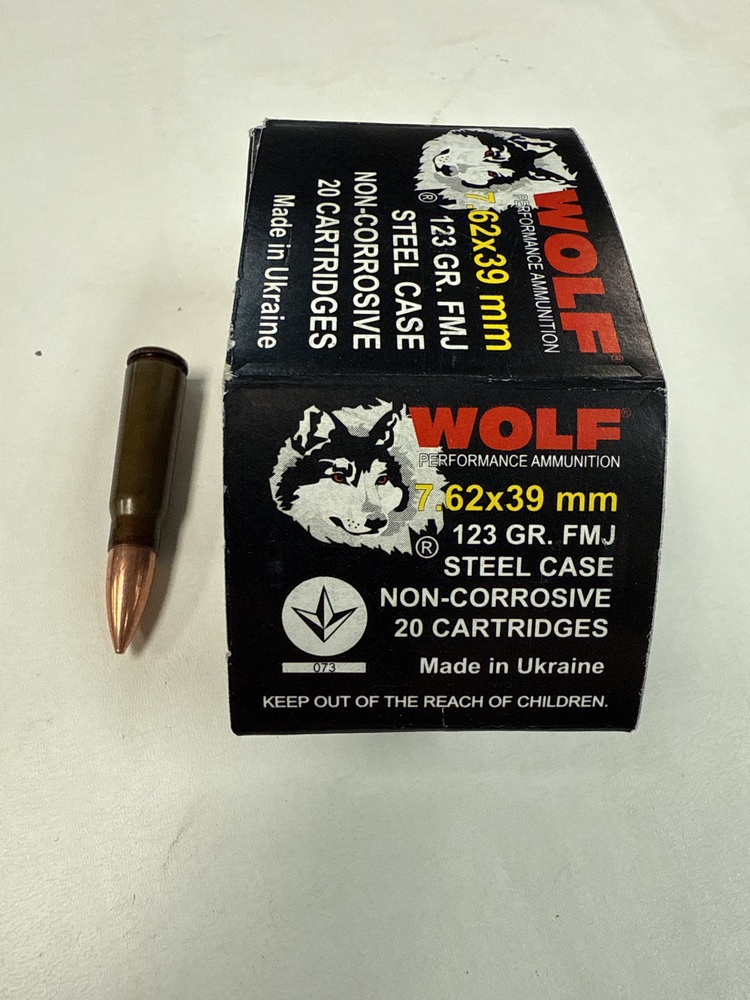 WOLF®
PERFORMANCE AMMUNITION
7.62x39 mm
® 123 GR. FMJ
STEEL CASE
NON-CORROSIVE
20 CARTRIDGES
Made in Ukraine
WOLF®
PERFORMANCE AMMUNITION
7.62x39 mm
® 123 GR. FMJ
STEEL CASE
NON-CORROSIVE
20 CARTRIDGES
073 Made in Ukraine
KEEP OUT OF THE REACH OF CHILDREN.